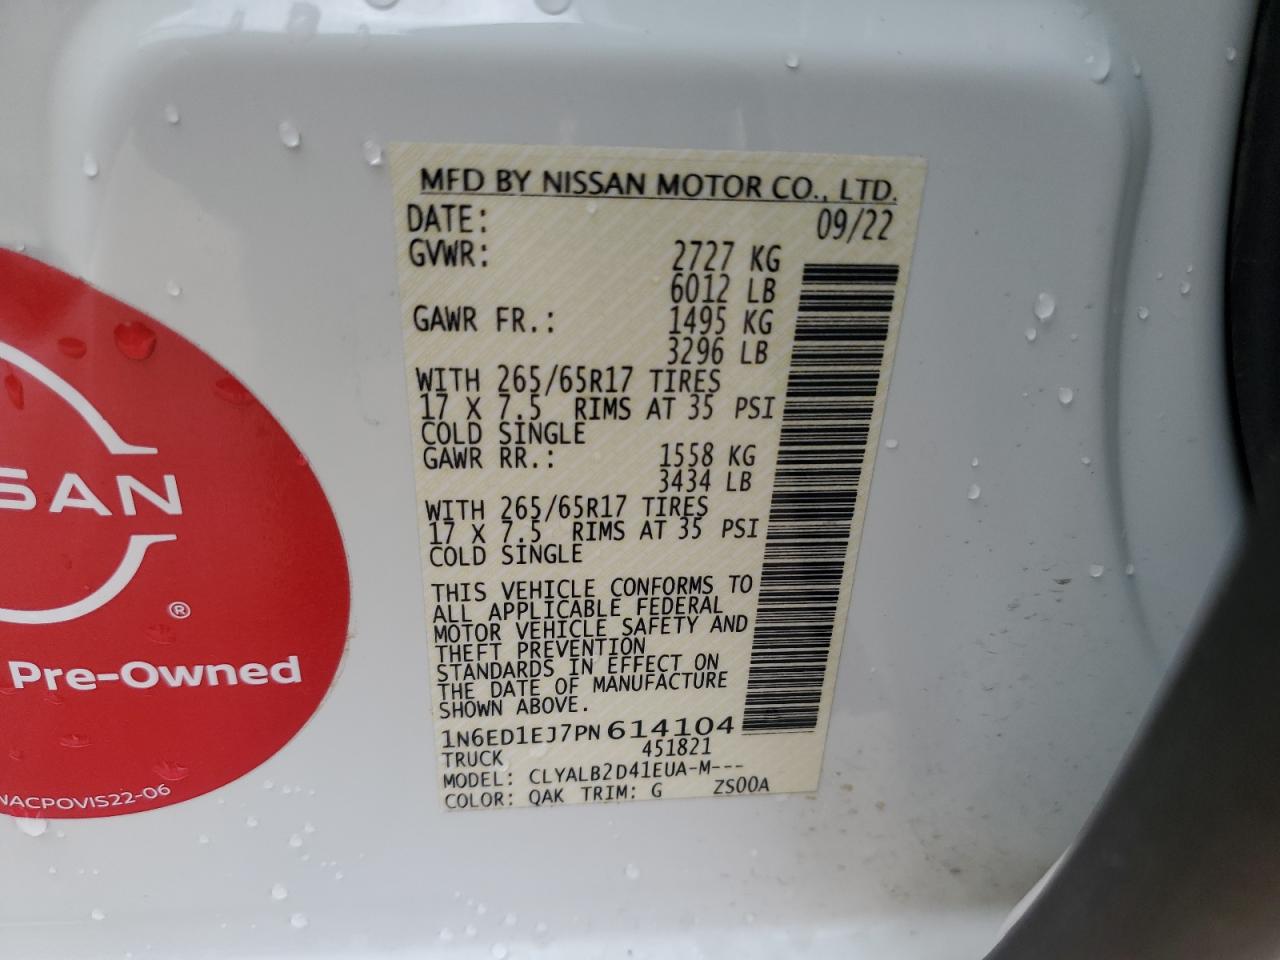 MFD BY NISSAN MOTOR CO., LTD.
DATE: 09/22
GVWR: 2727 KG
6012 LB
GAWR FR.: 1495 KG
3296 LB
WITH 265/65R17 TIRES
17 X 7.5 RIMS AT 35 PSI
COLD SINGLE
GAWR RR.: 1558 KG
3434 LB
WITH 265/65R17 TIRES
17 X 7.5 RIMS AT 35 PSI
COLD SINGLE
THIS VEHICLE CONFORMS TO
ALL APPLICABLE FEDERAL
MOTOR VEHICLE SAFETY AND
THEFT PREVENTION
STANDARDS IN EFFECT ON
THE DATE OF MANUFACTURE
SHOWN ABOVE.
1N6ED1EJ7PN614104
TRUCK 451821
MODEL: CLYALB2D41EUA-M---
COLOR: QAK TRIM: G ZS00A
SSAN
®
Pre-Owned
NACPOVIS22-06